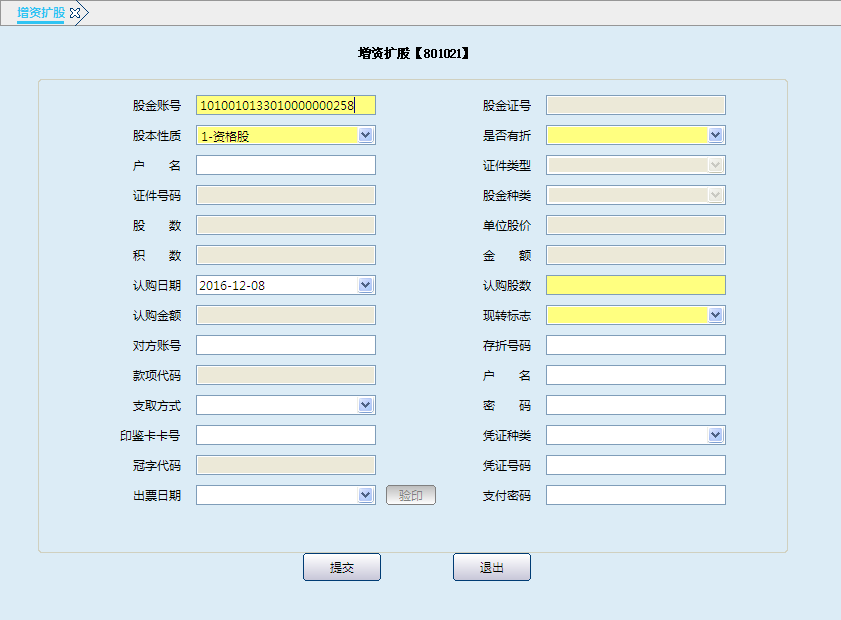 增资扩股
增资扩股【801021】
股金账号 1010010133010000000258 股金证号
股本性质 1-资格股 是否有折
户 名 证件类型
证件号码 股金种类
股 数 单位股价
积 数 金 额
认购日期 2016-12-08 认购股数
认购金额 现转标志
对方账号 存折号码
款项代码 户 名
支取方式 密 码
印鉴卡卡号 凭证种类
冠字代码 凭证号码
出票日期 验印 支付密码
提交 退出